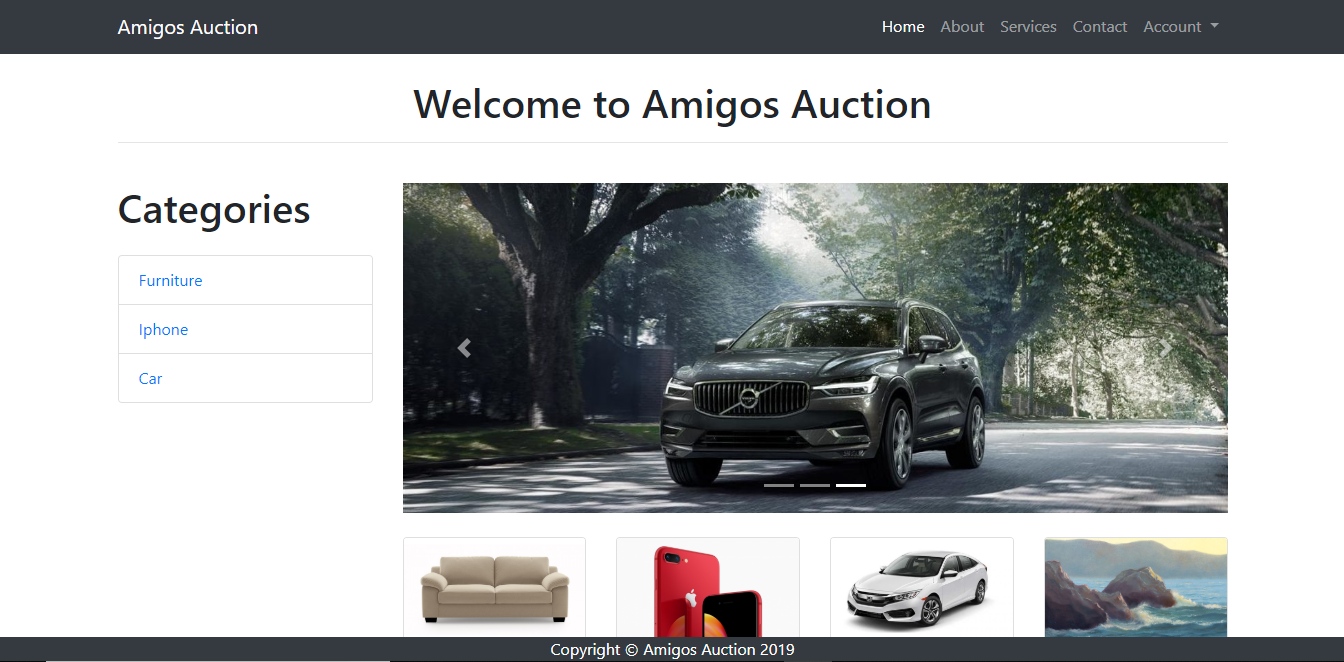 Amigos Auction
Home About Services Contact Account
Welcome to Amigos Auction
Categories
Furniture
Iphone
Car
Copyright © Amigos Auction 2019